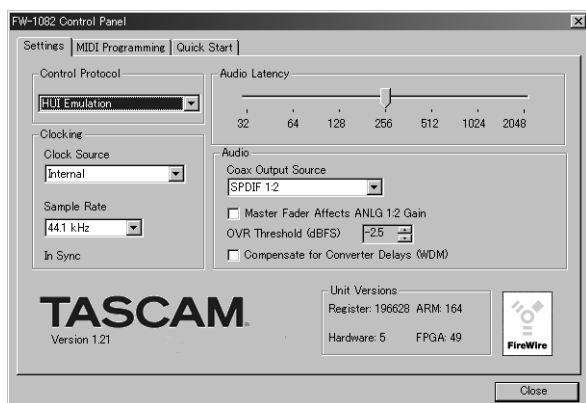 FW-1082 Control Panel
Settings MIDI Programming Quick Start
Control Protocol
HUI Emulation
Clocking
Clock Source
Internal
Sample Rate
44.1 kHz
In Sync
Audio Latency
32 64 128 256 512 1024 2048
Audio
Coax Output Source
SPDIF 1:2
Master Fader Affects ANLG 1:2 Gain
OVR Threshold (dBFS) -2.5
Compensate for Converter Delays (WDM)
TASCAM
Version 1.21
Unit Versions
Register: 196628 ARM: 164
Hardware: 5 FPGA: 49
FireWire
Close